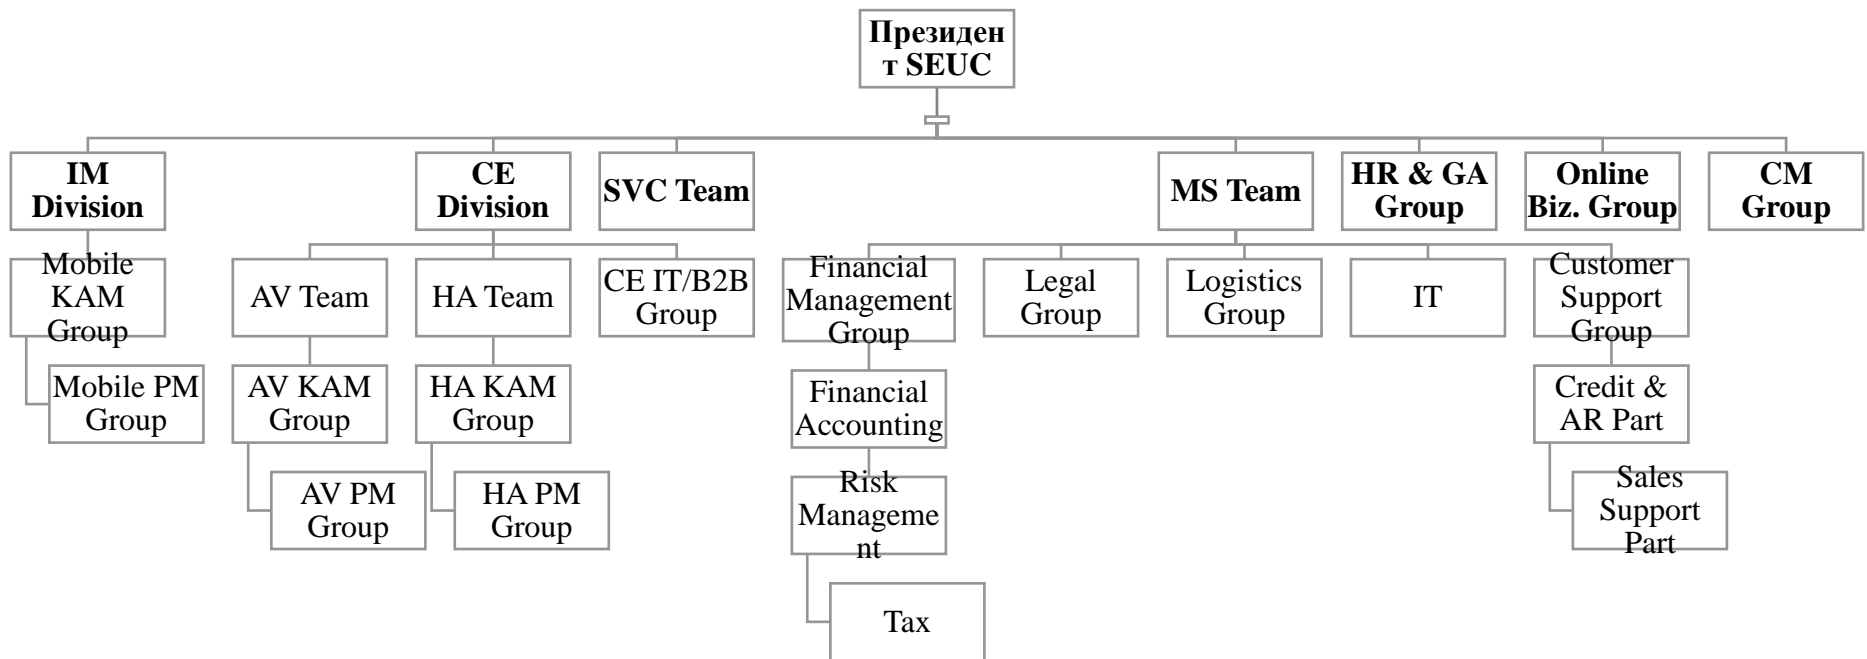 Президен
т SEUC
IM
Division
CE
Division
SVC Team
MS Team
HR & GA
Group
Online
Biz. Group
CM
Group
Mobile
KAM
Group
AV Team
HA Team
CE IT/B2B
Group
Financial
Management
Group
Legal
Group
Logistics
Group
IT
Customer
Support
Group
Mobile PM
Group
AV KAM
Group
HA KAM
Group
Financial
Accounting
Credit &
AR Part
AV PM
Group
HA PM
Group
Risk
Manageme
nt
Sales
Support
Part
Tax